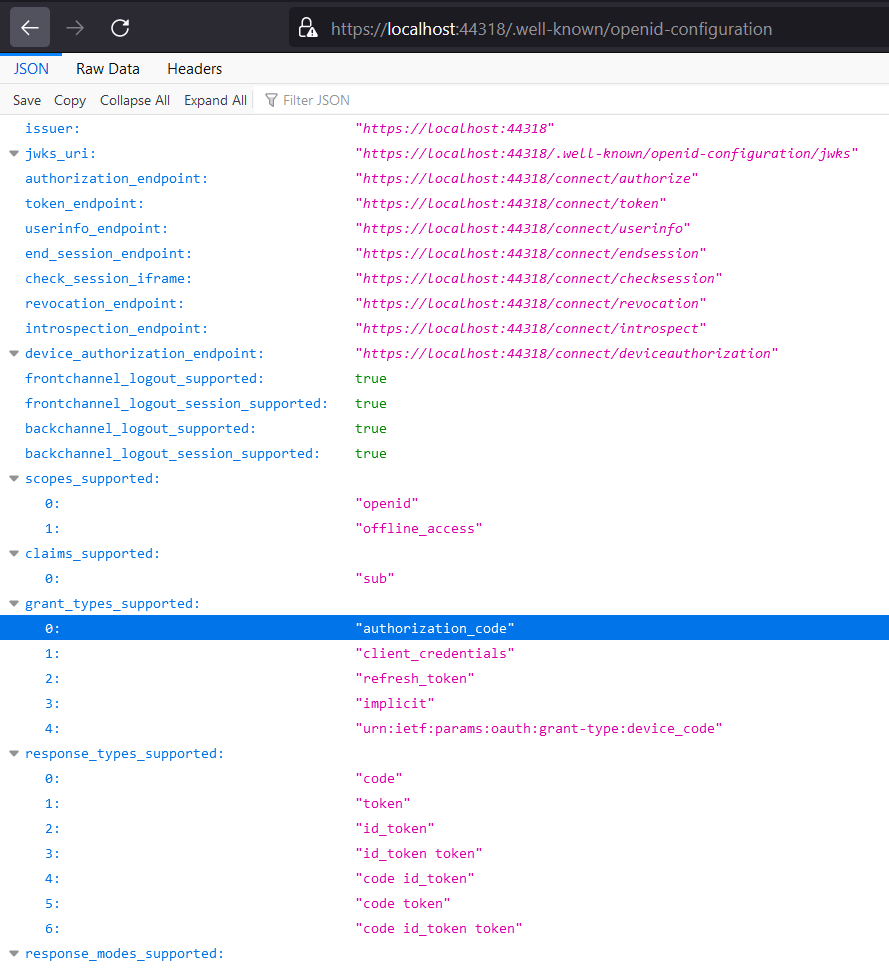 https://localhost:44318/.well-known/openid-configuration
JSON Raw Data Headers
Save Copy Collapse All Expand All Filter JSON
issuer: "https://localhost:44318"
jwks_uri: "https://localhost:44318/.well-known/openid-configuration/jwks"
authorization_endpoint: "https://localhost:44318/connect/authorize"
token_endpoint: "https://localhost:44318/connect/token"
userinfo_endpoint: "https://localhost:44318/connect/userinfo"
end_session_endpoint: "https://localhost:44318/connect/endsession"
check_session_iframe: "https://localhost:44318/connect/checksession"
revocation_endpoint: "https://localhost:44318/connect/revocation"
introspection_endpoint: "https://localhost:44318/connect/introspect"
device_authorization_endpoint: "https://localhost:44318/connect/deviceauthorization"
frontchannel_logout_supported: true
frontchannel_logout_session_supported: true
backchannel_logout_supported: true
backchannel_logout_session_supported: true
scopes_supported:
0: "openid"
1: "offline_access"
claims_supported:
0: "sub"
grant_types_supported:
0: "authorization_code"
1: "client_credentials"
2: "refresh_token"
3: "implicit"
4: "urn:ietf:params:oauth:grant-type:device_code"
response_types_supported:
0: "code"
1: "token"
2: "id_token"
3: "id_token token"
4: "code id_token"
5: "code token"
6: "code id_token token"
response_modes_supported: